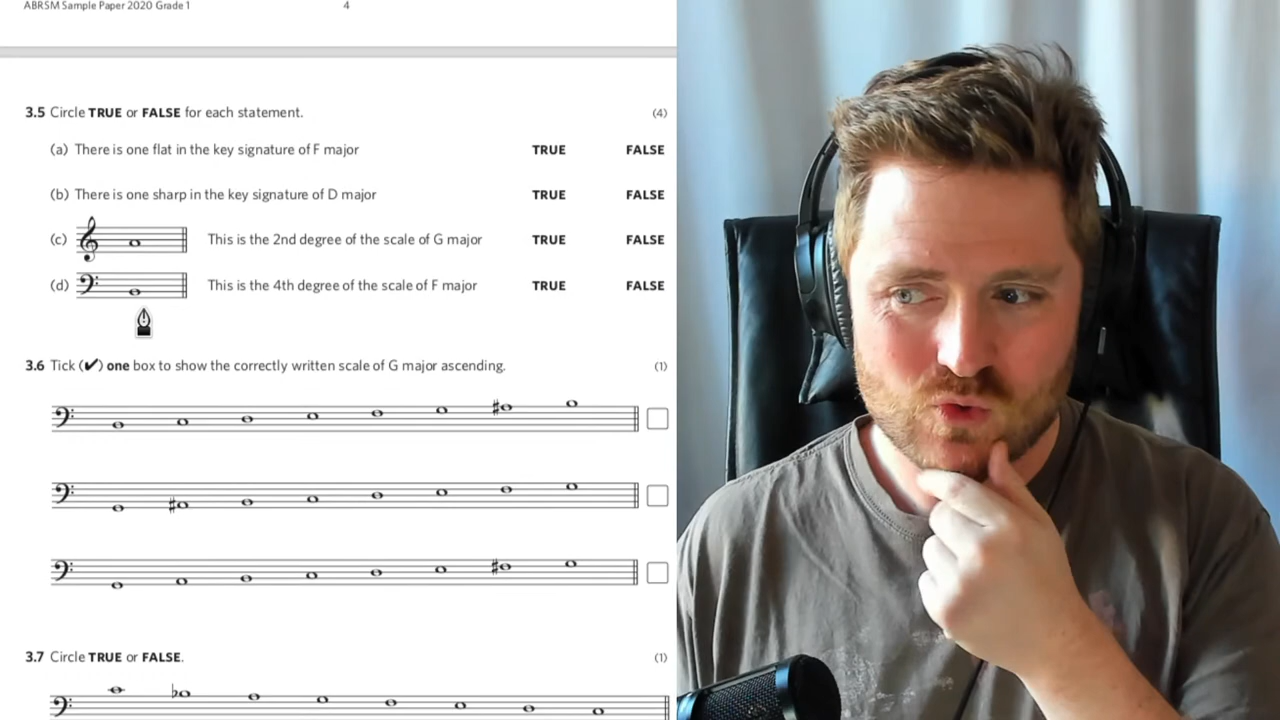 ABRSM Sample Paper 2020 Grade 1 4
3.5 Circle TRUE or FALSE for each statement. (4)
(a) There is one flat in the key signature of F major TRUE FALSE
(b) There is one sharp in the key signature of D major TRUE FALSE
(c) This is the 2nd degree of the scale of G major TRUE FALSE
(d) This is the 4th degree of the scale of F major TRUE FALSE
3.6 Tick (✔) one box to show the correctly written scale of G major ascending. (1)
3.7 Circle TRUE or FALSE. (1)